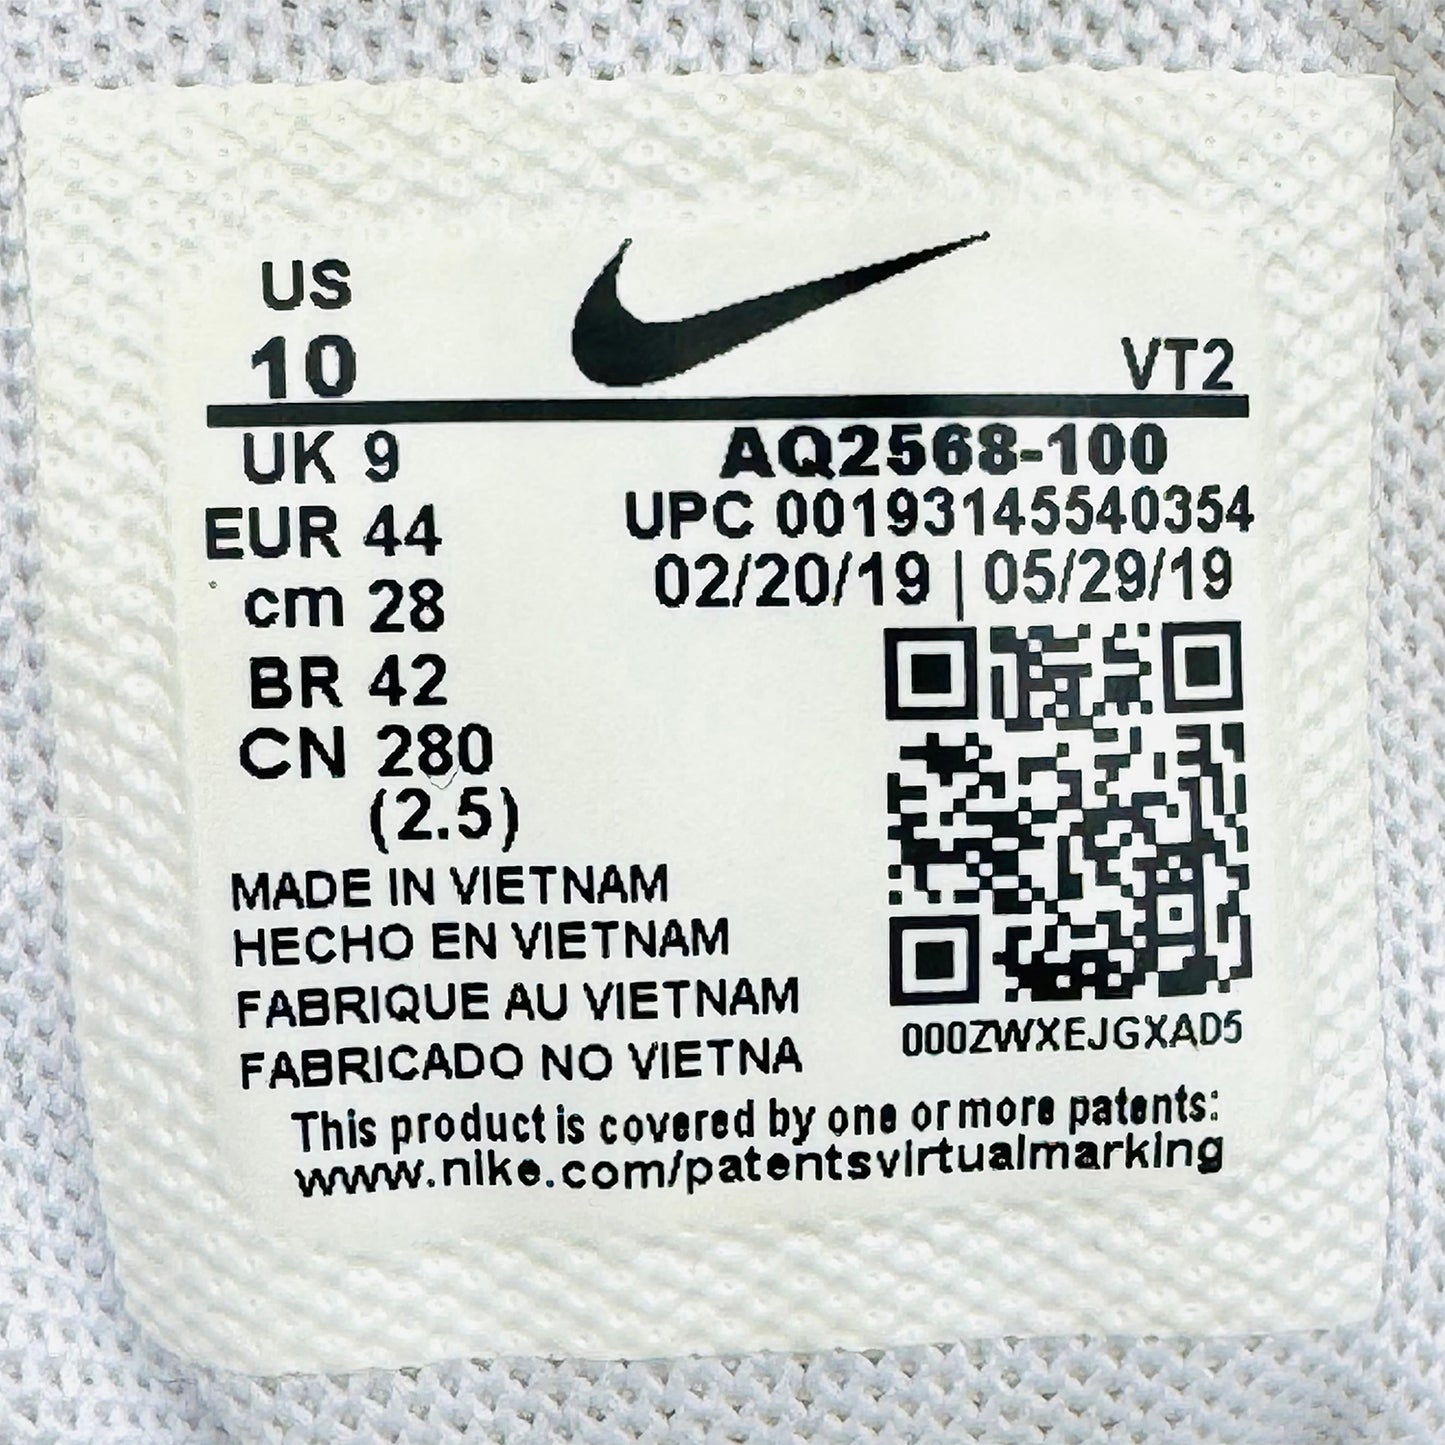 US
10
VT2
UK 9
AQ2568-100
EUR 44
UPC 00193145540354
cm 28
02/20/19 | 05/29/19
BR 42
CN 280
(2.5)
MADE IN VIETNAM
HECHO EN VIETNAM
FABRIQUE AU VIETNAM
FABRICADO NO VIETNA
000ZWXEJGXAD5
This product is covered by one or more patents:
www.nike.com/patentsvirtualmarking